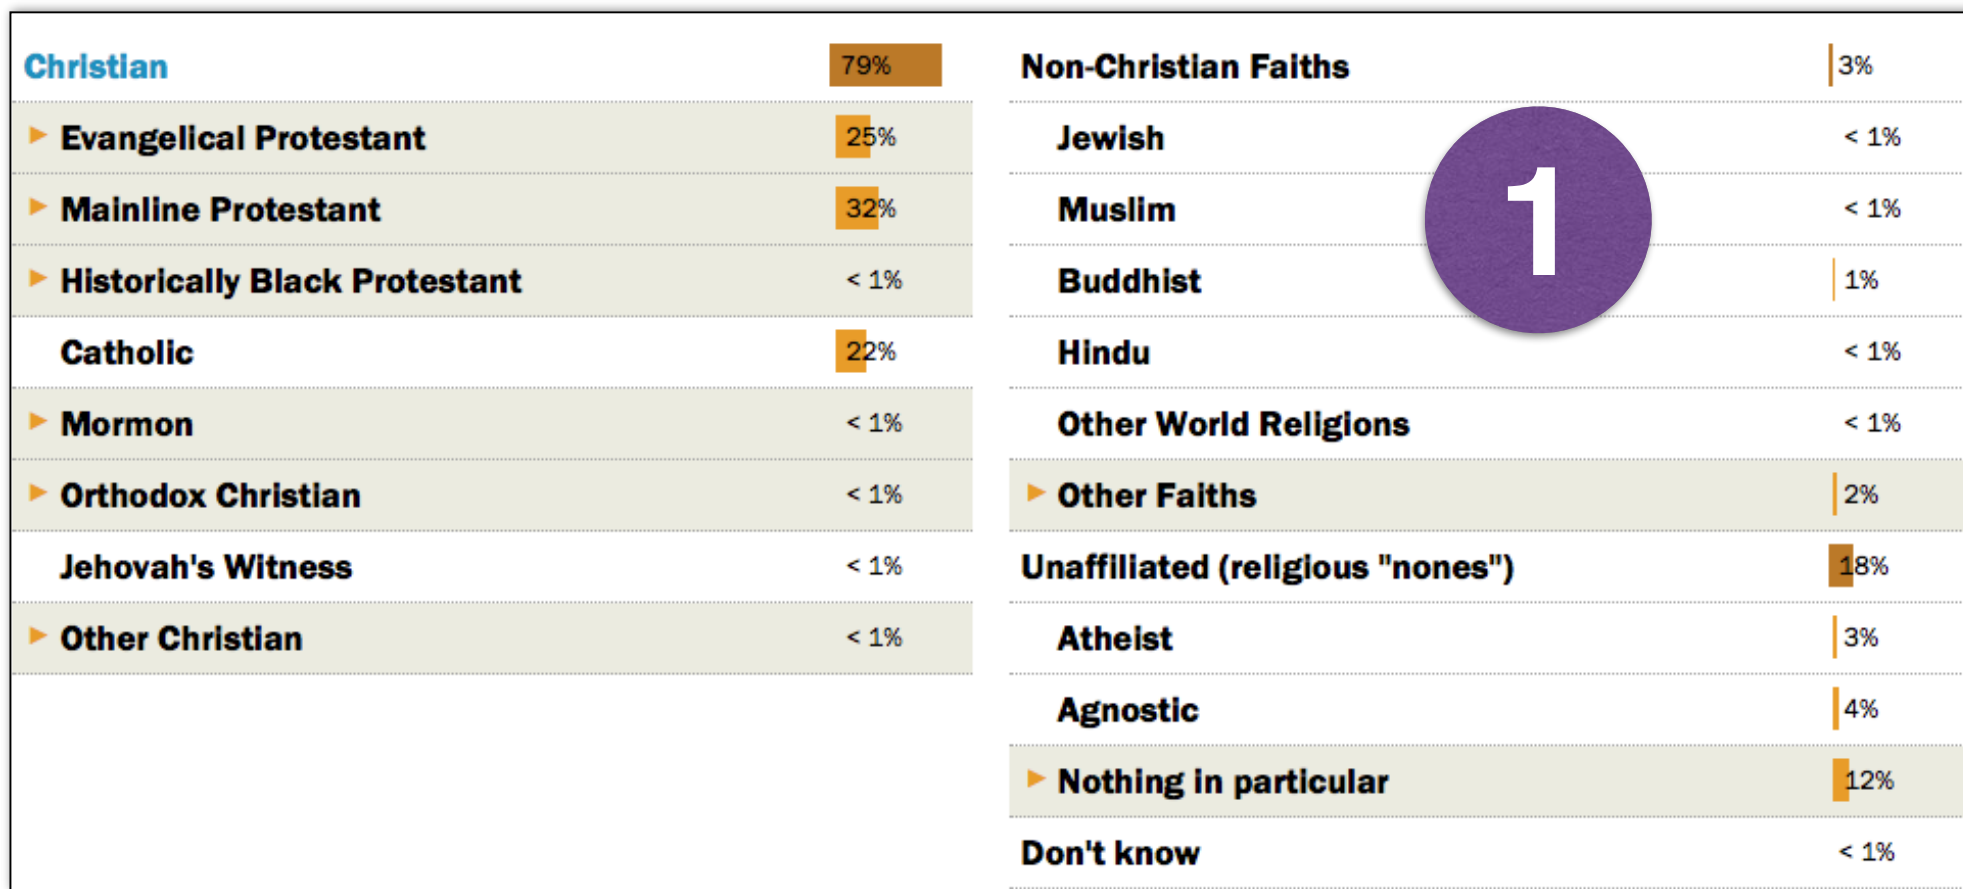 Christian 79%
Evangelical Protestant 25%
Mainline Protestant 32%
Historically Black Protestant < 1%
Catholic 22%
Mormon < 1%
Orthodox Christian < 1%
Jehovah's Witness < 1%
Other Christian < 1%
Non-Christian Faiths 3%
Jewish < 1%
Muslim < 1%
Buddhist 1%
Hindu < 1%
Other World Religions < 1%
Other Faiths 2%
Unaffiliated (religious "nones") 18%
Atheist 3%
Agnostic 4%
Nothing in particular 12%
Don't know < 1%
1